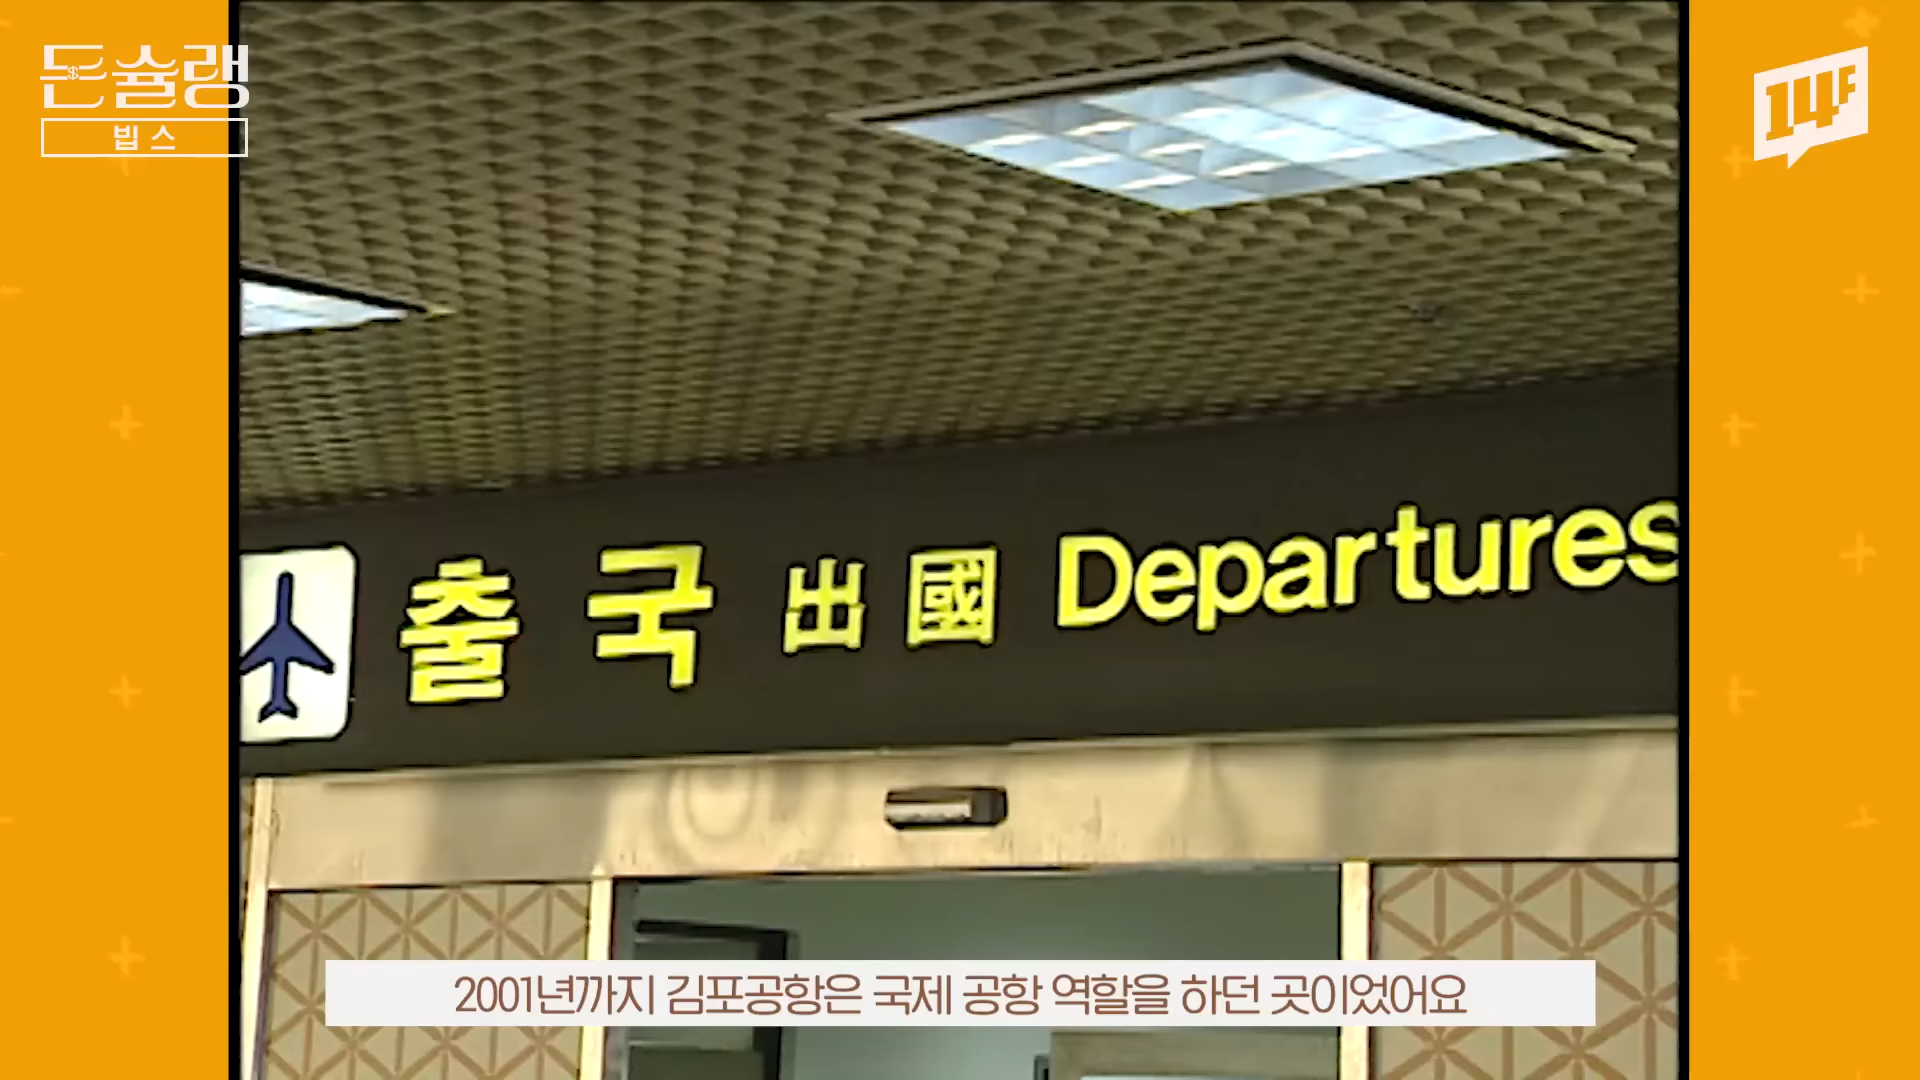 돈슐랭
빕스
14F
출국 出國 Departures
2001년까지 김포공항은 국제 공항 역할을 하던 곳이었어요